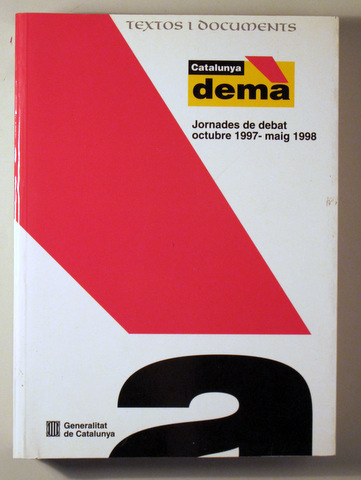 TEXTOS I DOCUMENTS
Catalunya
demà
Jornades de debat
octubre 1997- maig 1998
a
Generalitat
de Catalunya